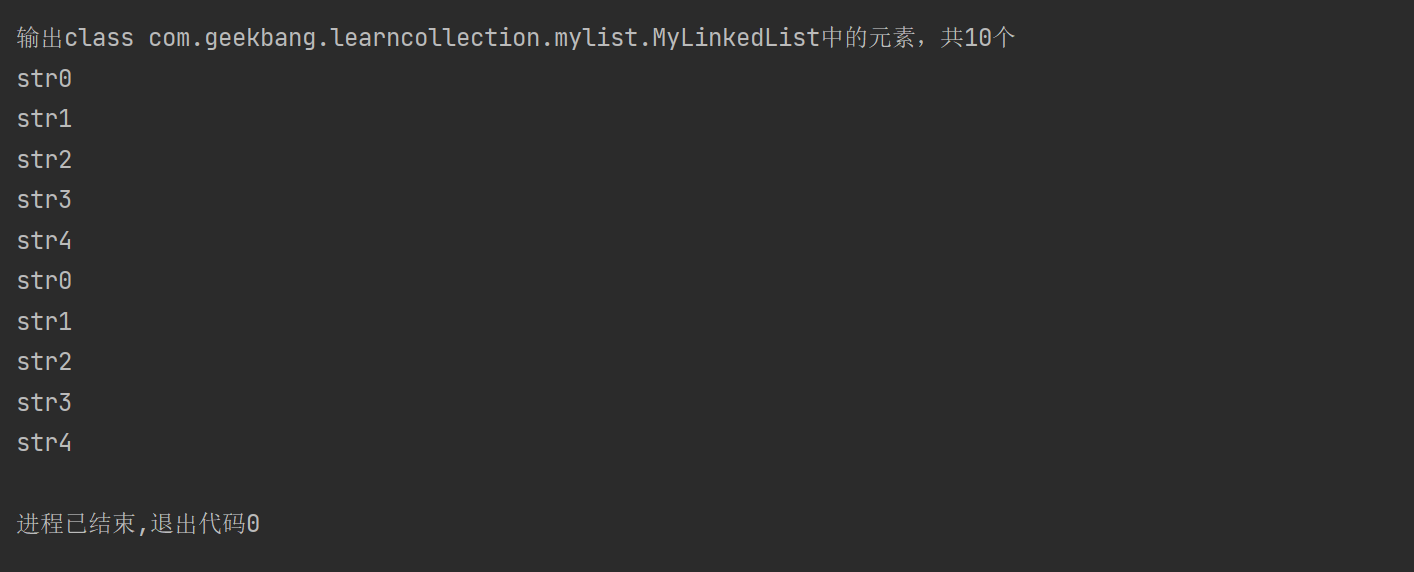 输出class com.geekbang.learncollection.mylist.MyLinkedList中的元素，共10个
str0
str1
str2
str3
str4
str0
str1
str2
str3
str4
进程已结束,退出代码0